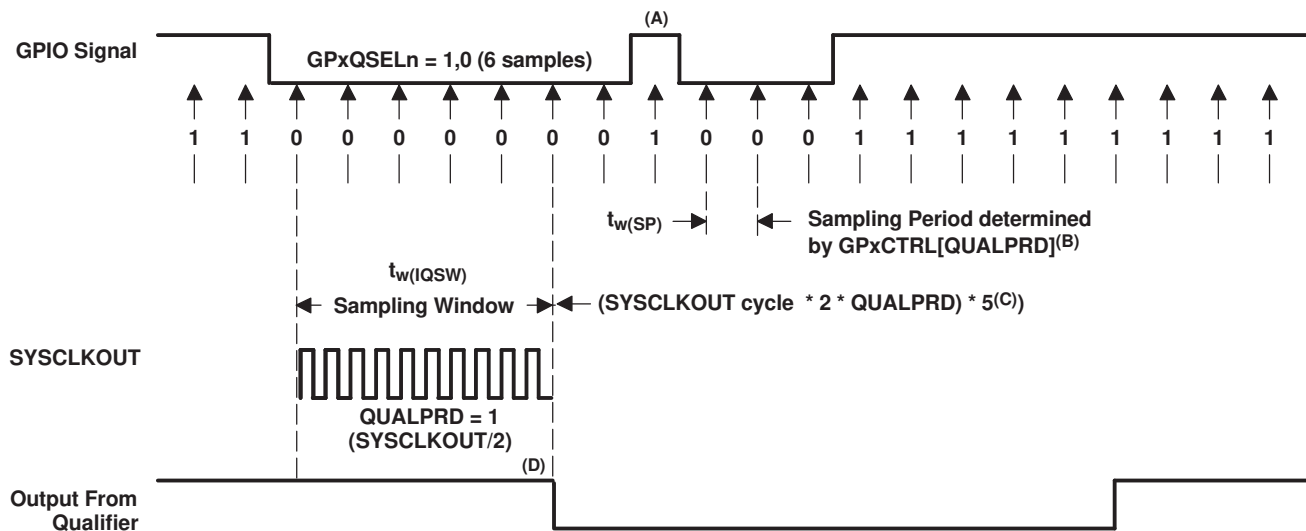 (A)
GPIO Signal
GPxQSELn = 1,0 (6 samples)
1 1 0 0 0 0 0 0 0 1 0 0 0 1 1 1 1 1 1 1 1 1
tw(SP)
Sampling Period determined
by GPxCTRL[QUALPRD](B)
tw(IQSW)
Sampling Window
(SYSCLKOUT cycle * 2 * QUALPRD) * 5(C))
SYSCLKOUT
QUALPRD = 1
(SYSCLKOUT/2)
(D)
Output From
Qualifier